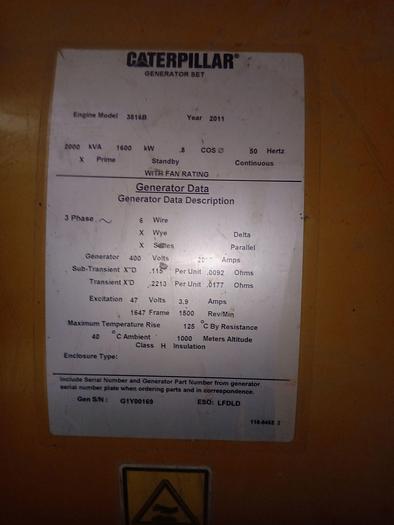 CATERPILLAR®
GENERATOR SET
Engine Model 3516B Year 2011
2000 kVA 1600 kW .8 COS ∅ 50 Hertz
X Prime Standby Continuous
WITH FAN RATING
Generator Data
Generator Data Description
3 Phase ~ 6 Wire
X Wye Delta
X Series Parallel
Generator 400 Volts Amps
Sub-Transient X"D .115 Per Unit .0092 Ohms
Transient X'D .2213 Per Unit .0177 Ohms
Excitation 47 Volts 3.9 Amps
1647 Frame 1500 Rev/Min
Maximum Temperature Rise 125 °C By Resistance
40 °C Ambient 1000 Meters Altitude
Class H Insulation
Enclosure Type:
Include Serial Number and Generator Part Number from generator
serial number plate when ordering parts and in correspondence.
Gen S/N : G1Y00169 ESO: LFDLD